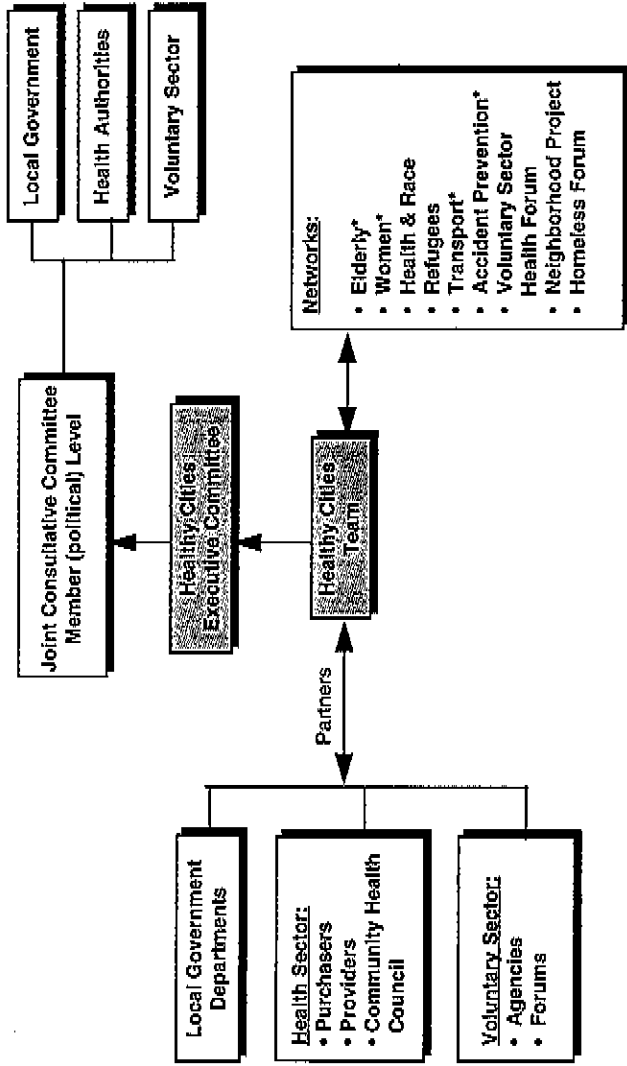 Joint Consultative Committee
Member (political) Level
Local Government
Health Authorities
Voluntary Sector
Healthy Cities
Executive Committee
Healthy Cities
Team
Partners
Local Government
Departments
Health Sector:
• Purchasers
• Providers
• Community Health
Council
Voluntary Sector:
• Agencies
• Forums
Networks:
• Elderly*
• Women*
• Health & Race
• Refugees
• Transport*
• Accident Prevention*
• Voluntary Sector
Health Forum
• Neighborhood Project
• Homeless Forum